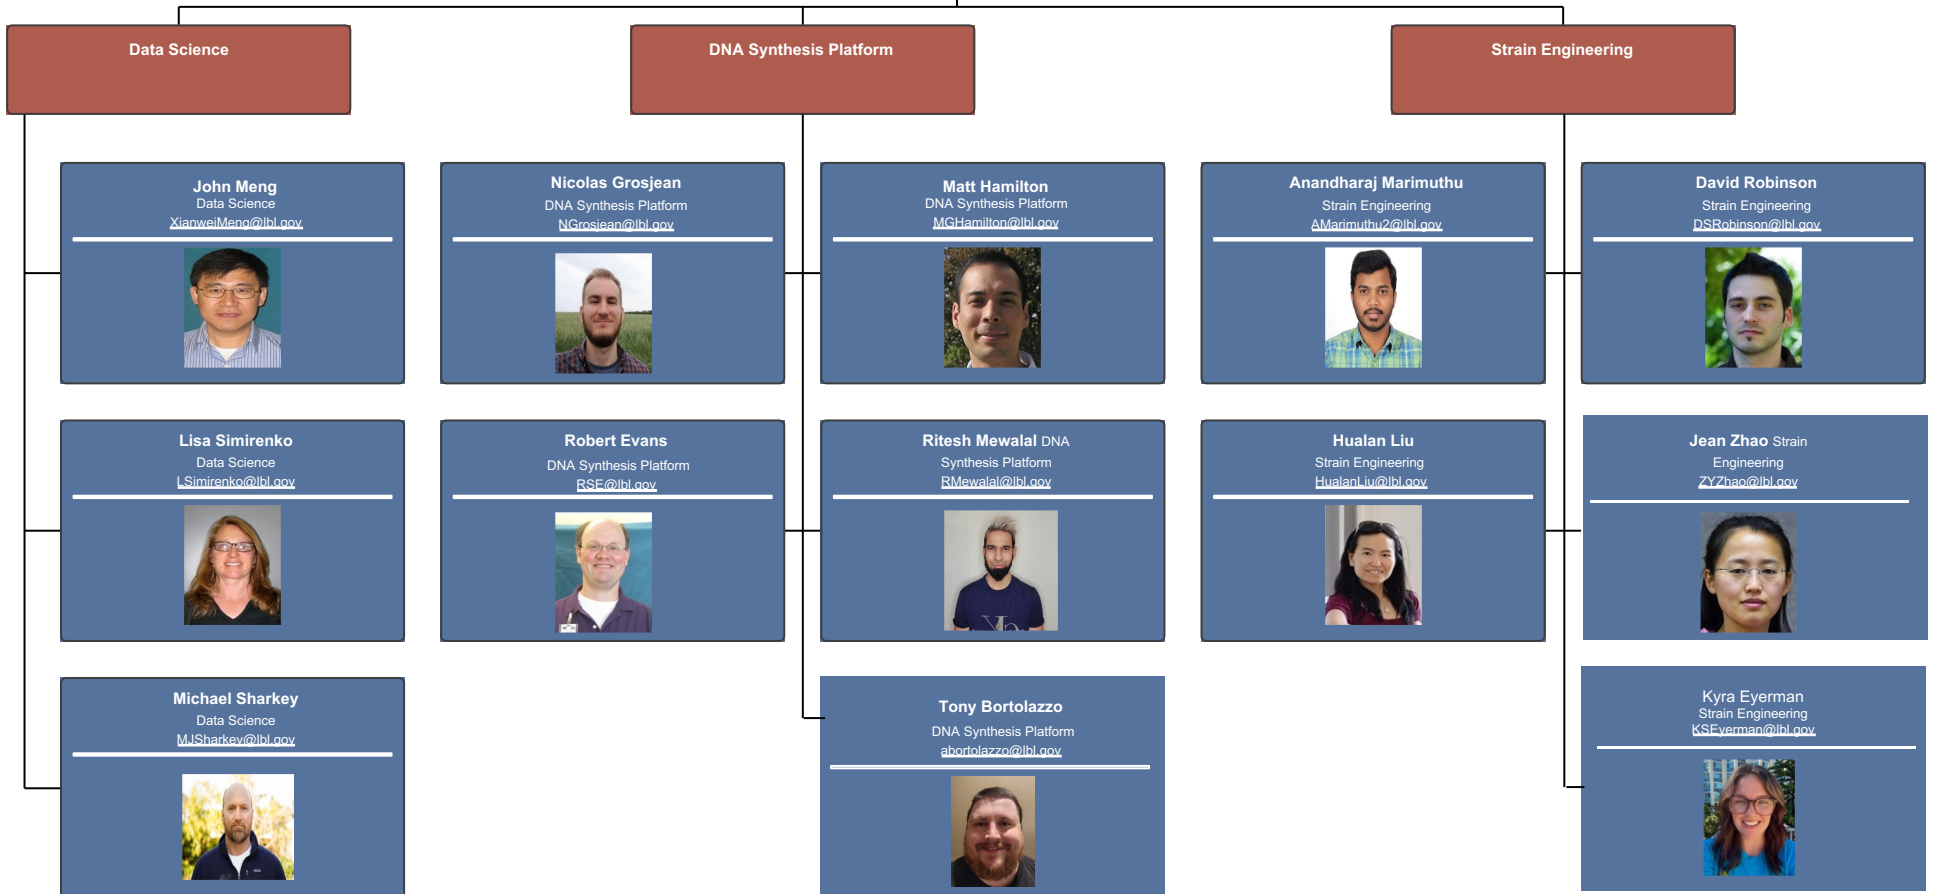 Data Science
DNA Synthesis Platform
Strain Engineering
John Meng
Data Science
XianweiMeng@lbl.gov
Nicolas Grosjean
DNA Synthesis Platform
NGrosjean@lbl.gov
Matt Hamilton
DNA Synthesis Platform
MGHamilton@lbl.gov
Anandharaj Marimuthu
Strain Engineering
AMarimuthu2@lbl.gov
David Robinson
Strain Engineering
DSRobinson@lbl.gov
Lisa Simirenko
Data Science
LSimirenko@lbl.gov
Robert Evans
DNA Synthesis Platform
RSE@lbl.gov
Ritesh Mewalal DNA
Synthesis Platform
RMewalal@lbl.gov
Hualan Liu
Strain Engineering
HualanLiu@lbl.gov
Jean Zhao Strain
Engineering
ZYZhao@lbl.gov
Michael Sharkey
Data Science
MJSharkey@lbl.gov
Tony Bortolazzo
DNA Synthesis Platform
abortolazzo@lbl.gov
Kyra Eyerman
Strain Engineering
KSEyerman@lbl.gov